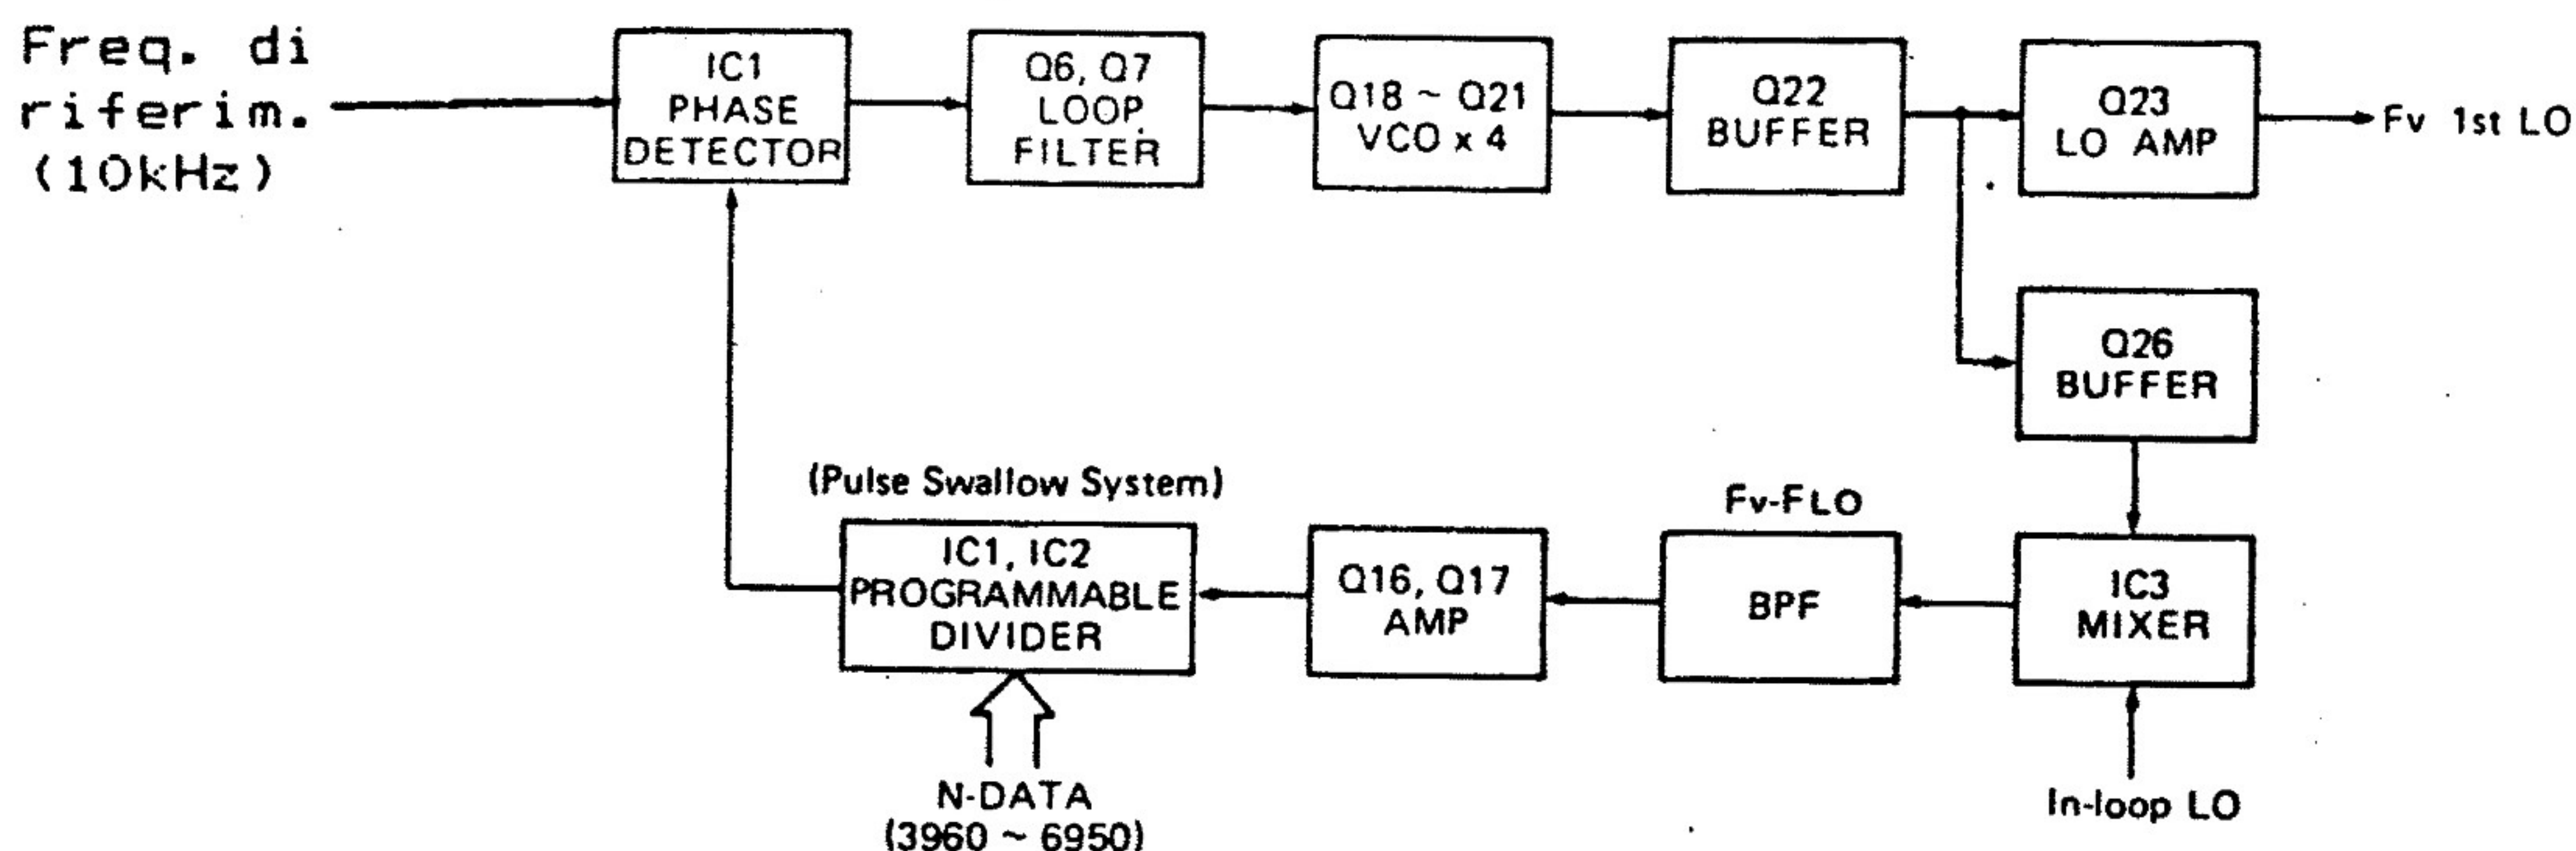 Freq. di
riferim.
(10kHz)
IC1
PHASE
DETECTOR
Q6, Q7
LOOP
FILTER
Q18 ~ Q21
VCO x 4
Q22
BUFFER
Q23
LO AMP
Fv 1st LO
Q26
BUFFER
(Pulse Swallow System)
IC1, IC2
PROGRAMMABLE
DIVIDER
Q16, Q17
AMP
Fv-FLO
BPF
IC3
MIXER
N-DATA
(3960 ~ 6950)
In-loop LO